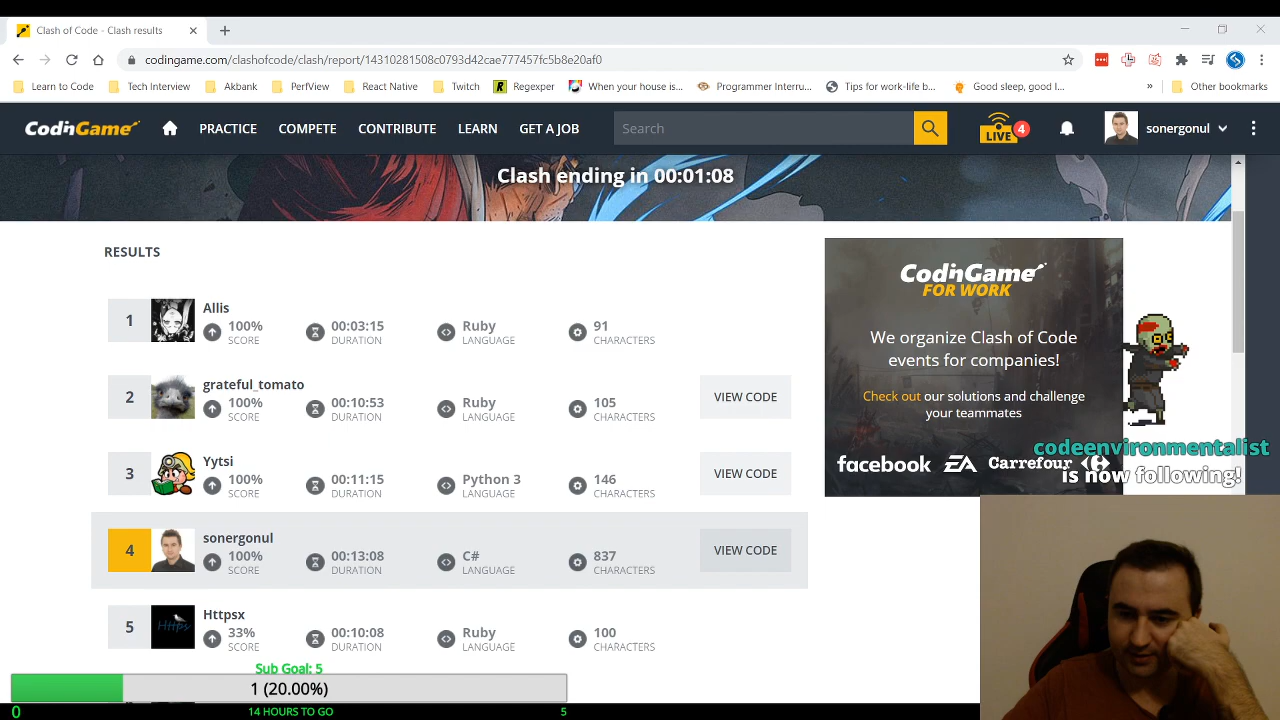 Clash of Code - Clash results
codingame.com/clashofcode/clash/report/14310281500c0793d42cae777457fc5b8e20af0
Learn to Code Tech Interview Akbank PerfView React Native Twitch Regexper When your house is... Programmer Interru... Tips for work-life b... Good sleep, good l... » Other bookmarks
CODINGAME PRACTICE COMPETE CONTRIBUTE LEARN GET A JOB Search LIVE 4 sonergonul
Clash ending in 00:01:08
RESULTS
1 Allis
100% 00:03:15 Ruby 91
SCORE DURATION LANGUAGE CHARACTERS
2 grateful_tomato
100% 00:10:53 Ruby 105 VIEW CODE
SCORE DURATION LANGUAGE CHARACTERS
3 Yytsi
100% 00:11:15 Python 3 146 VIEW CODE
SCORE DURATION LANGUAGE CHARACTERS
4 sonergonul
100% 00:13:08 C# 837 VIEW CODE
SCORE DURATION LANGUAGE CHARACTERS
5 Httpsx
33% 00:10:08 Ruby 100
SCORE DURATION LANGUAGE CHARACTERS
CODINGAME
FOR WORK
We organize Clash of Code
events for companies!
Check out our solutions and challenge
your teammates
facebook EA Carrefour
codeenvironmentalist
is now following!
Sub Goal: 5
1 (20.00%)
0 14 HOURS TO GO 5